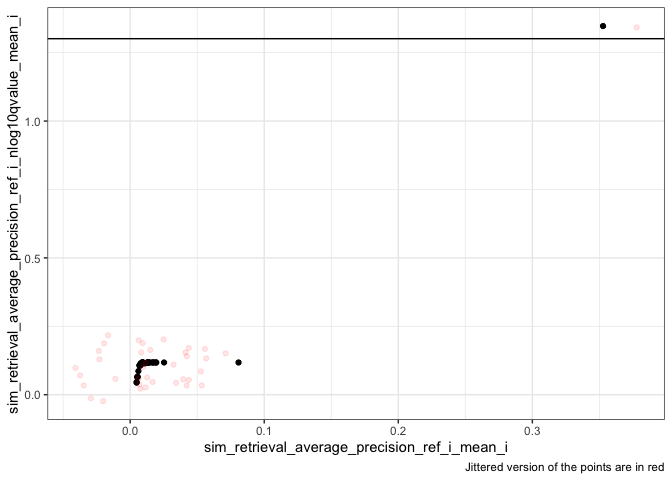 sim_retrieval_average_precision_ref_i_nlog10qvalue_mean_i
1.0
0.5
0.0
0.0
0.1
0.2
0.3
sim_retrieval_average_precision_ref_i_mean_i
Jittered version of the points are in red